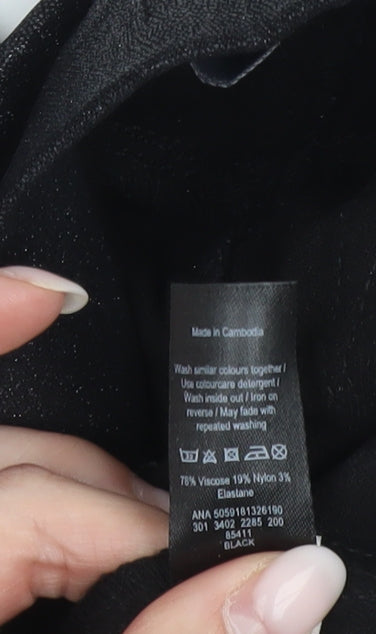 Made in Cambodia
Wash similar colours together /
Use colourcare detergent /
Wash inside out / Iron on
reverse / May fade with
repeated washing
78% Viscose 19% Nylon 3%
Elastane
ANA 5059181326190
301 3402 2285 200
85411
BLACK